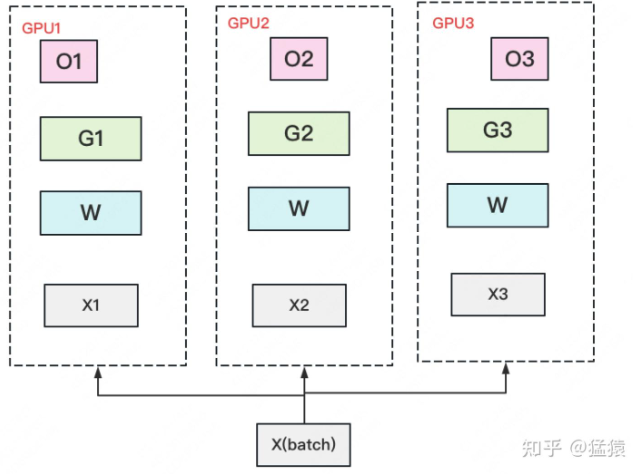 GPU1
O1
G1
W
X1
GPU2
O2
G2
W
X2
GPU3
O3
G3
W
X3
X(batch)
知乎 @猛猿